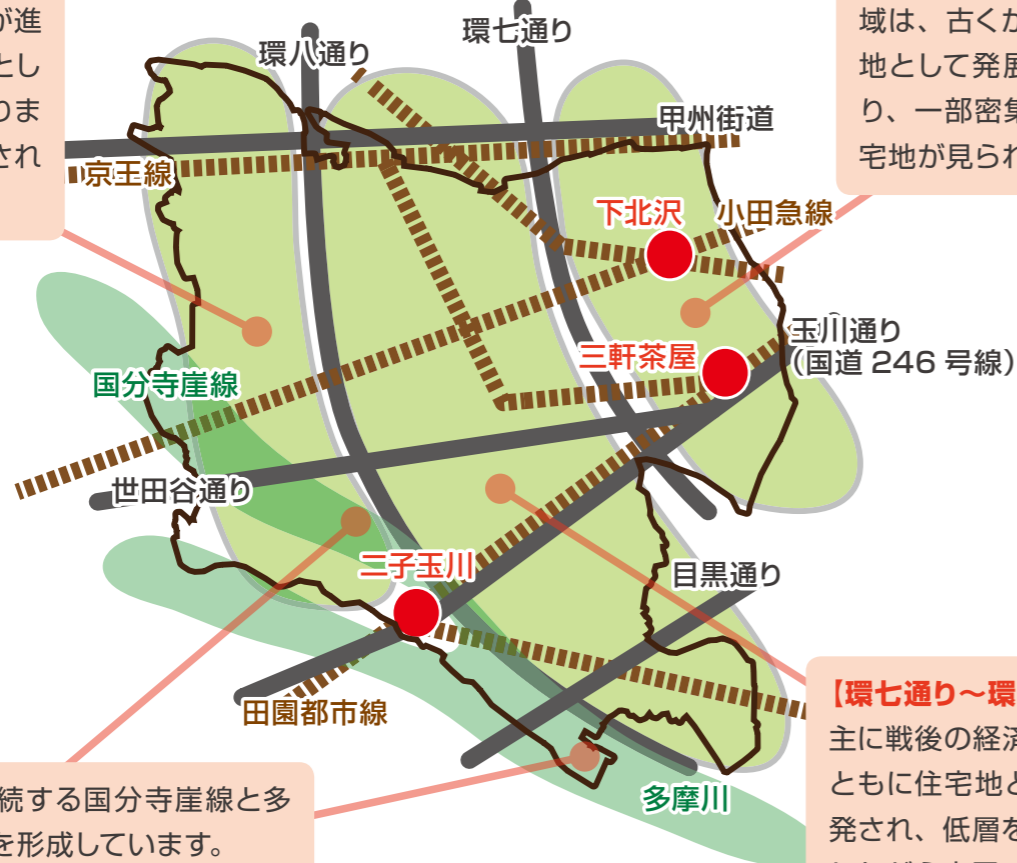 が進
とし
りま
され
環八通り
環七通り
域は、古くか
地として発展
り、一部密集
宅地が見られ
甲州街道
京王線
下北沢
小田急線
玉川通り
(国道 246 号線)
三軒茶屋
国分寺崖線
世田谷通り
二子玉川
目黒通り
田園都市線
多摩川
続する国分寺崖線と多
を形成しています。
【環七通り〜環
主に戦後の経済
ともに住宅地と
発され、低層を